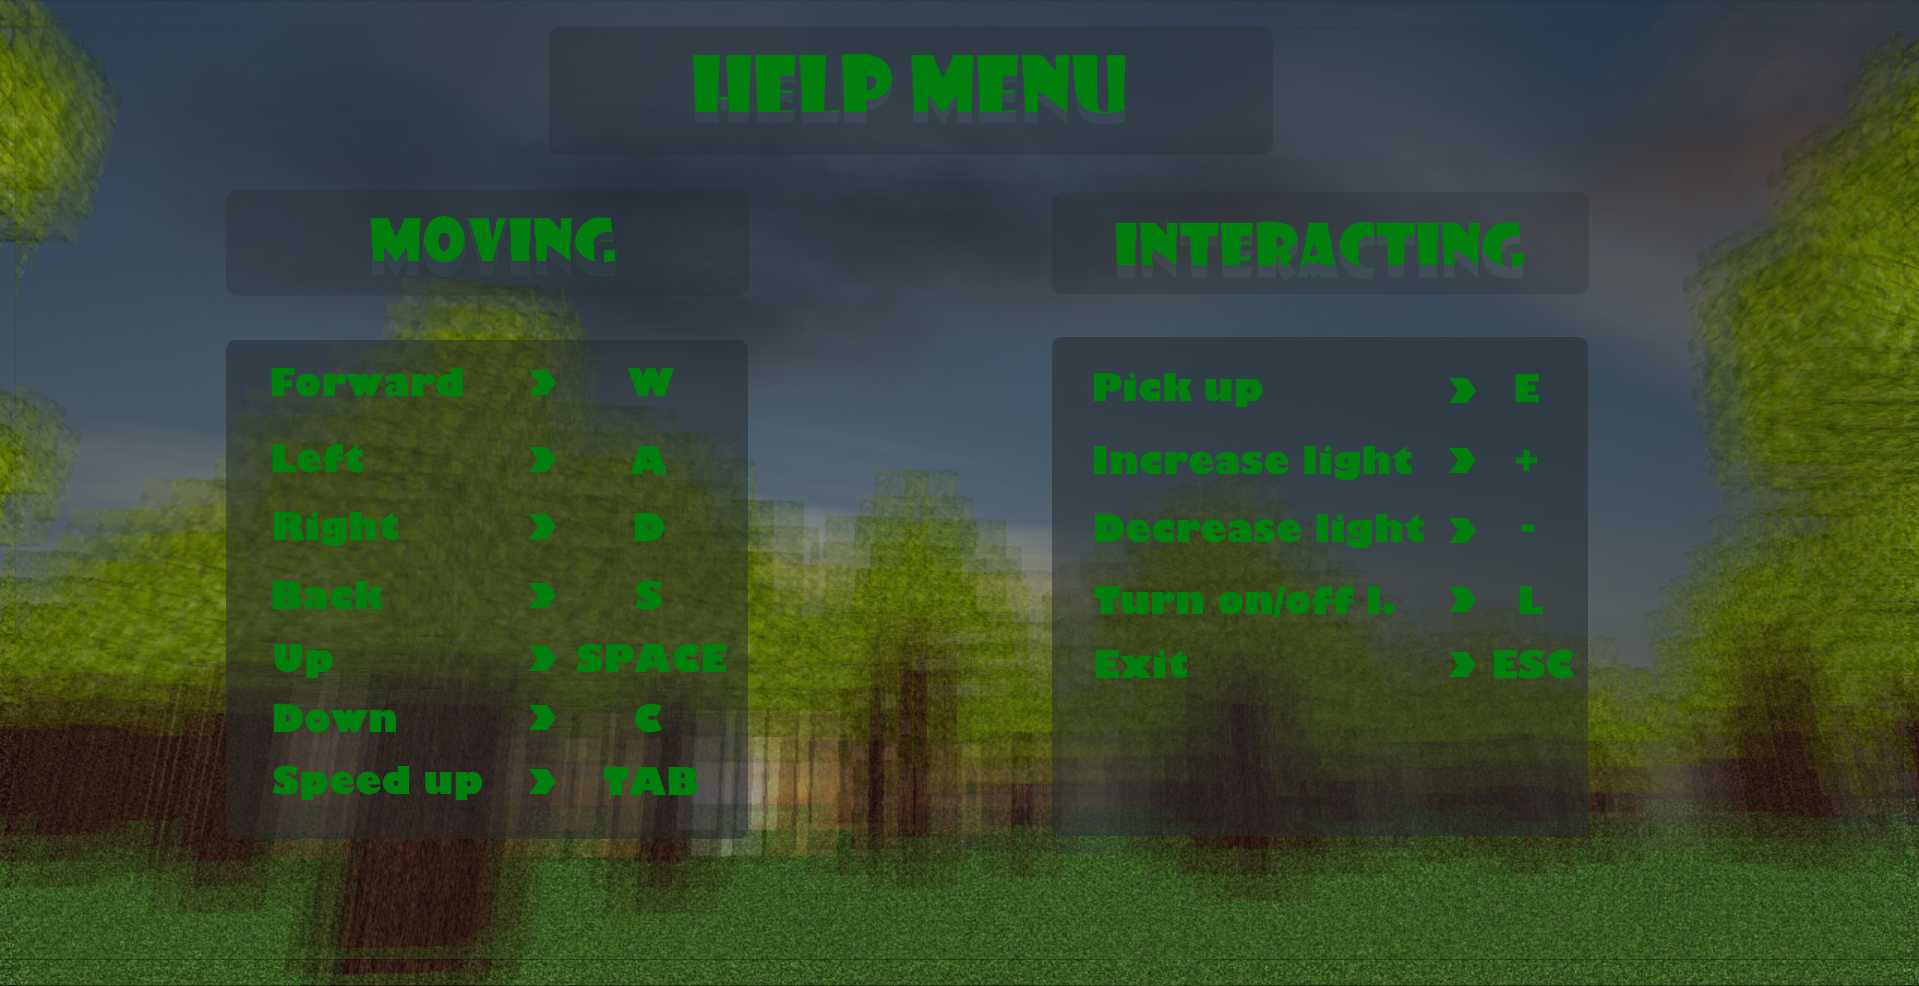 HELP MENU
MOVING
Forward > W
Left > A
Right > D
Back > S
Up > SPACE
Down > C
Speed up > TAB
INTERACTING
Pick up > E
Increase light > +
Decrease light > -
Turn on/off l. > L
Exit > ESC